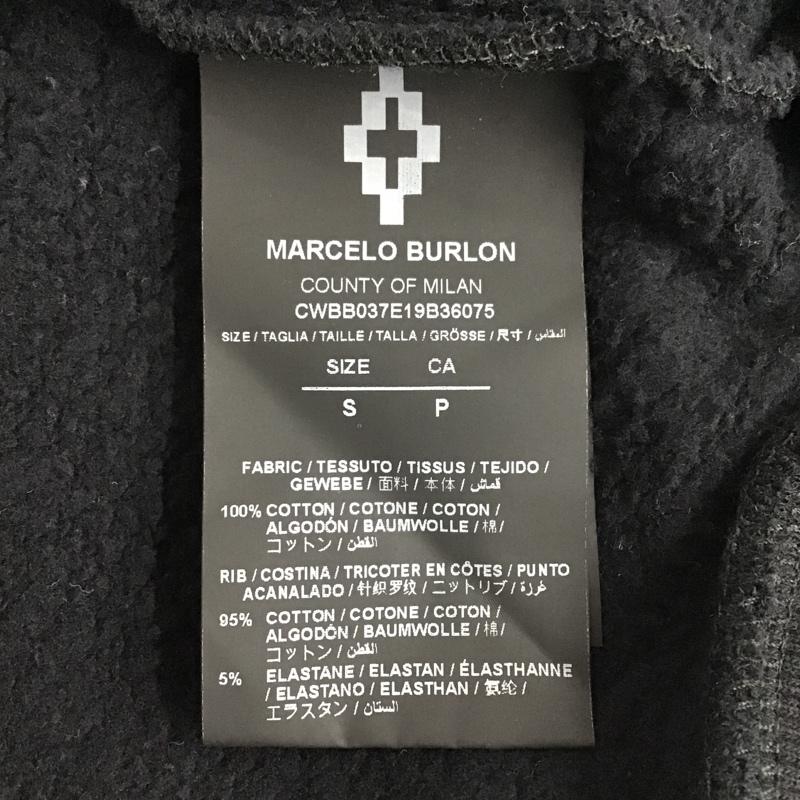 MARCELO BURLON
COUNTY OF MILAN
CWBB037E19B36075
SIZE / TAGLIA / TAILLE / TALLA / GRÖSSE / 尺寸 / المقاس
SIZE CA
S P
FABRIC / TESSUTO / TISSUS / TEJIDO /
GEWEBE / 面料 / 本体 / قماش
100% COTTON / COTONE / COTON /
ALGODÓN / BAUMWOLLE / 棉/
コットン / القطن
RIB / COSTINA / TRICOTER EN CÔTES / PUNTO
ACANALADO / 针织罗纹 / ニットリブ / غرزة
95% COTTON / COTONE / COTON /
ALGODÓN / BAUMWOLLE / 棉/
コットン / القطن
5% ELASTANE / ELASTAN / ÉLASTHANNE
/ ELASTANO / ELASTHAN / 氨纶 /
エラスタン / الستان